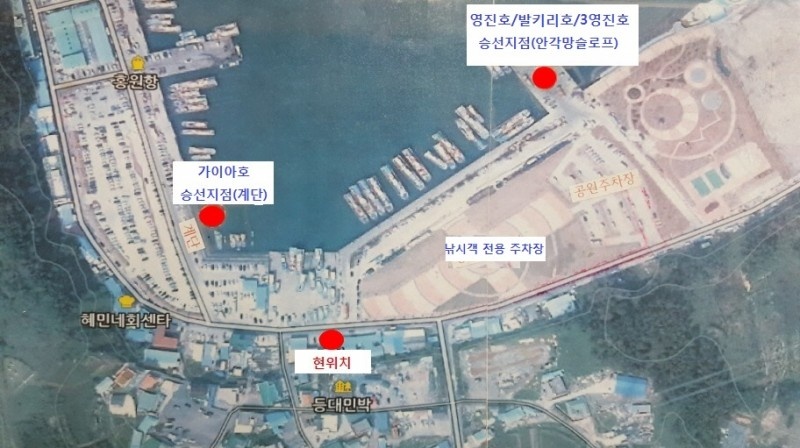 영진호/발키리호/3영진호
승선지점(안각망슬로프)
홍원항
가이아호
승선지점(계단)
공원주차장
계단
낚시객 전용 주차장
혜민네회센타
현위치
등대민박